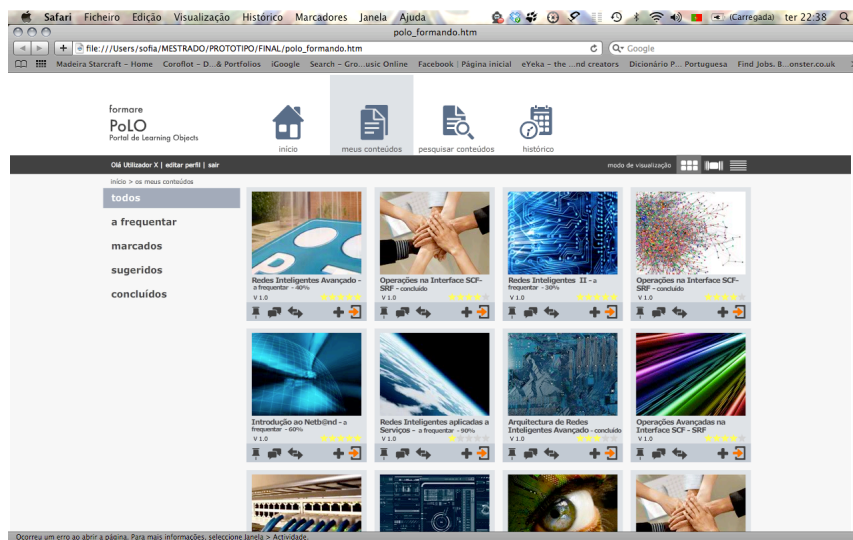 Safari Ficheiro Edição Visualização Histórico Marcadores Janela Ajuda (Carregada) ter 22:38
polo_formando.htm
file:///Users/sofia/MESTRADO/PROTOTIPO/FINAL/polo_formando.htm Google
Madeira Starcraft - Home Coroflot - D...& Portfolios iGoogle Search - Gro...usic Online Facebook | Página inicial eYeka - the ...nd creators Dicionário P... Portuguesa Find Jobs. B...onster.co.uk
formare
PoLO
Portal de Learning Objects
início meus conteúdos pesquisar conteúdos histórico
Olá Utilizador X | editar perfil | sair modo de visualização
início > os meus conteúdos
todos
a frequentar
marcados
sugeridos
concluídos
Redes Inteligentes Avançado -
a frequentar - 40%
V 1.0
Operações na Interface SCF-
SRF - concluído
V 1.0
Redes Inteligentes II - a
frequentar - 30%
V 1.0
Operações na Interface SCF-
SRF - concluído
V 1.0
Introdução ao Netb@nd - a
frequentar - 60%
V 1.0
Redes Inteligentes aplicadas a
Serviços - a frequentar - 90%
V 1.0
Arquitectura de Redes
Inteligentes Avançado - concluído
V 1.0
Operações Avançadas na
Interface SCF - SRF
V 1.0
Ocorreu um erro ao abrir a página. Para mais informações, seleccione Janela > Actividade.